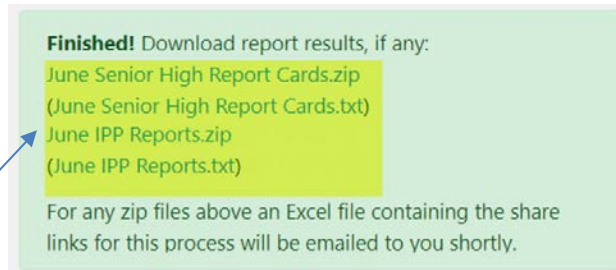 Finished! Download report results, if any:
June Senior High Report Cards.zip
(June Senior High Report Cards.txt)
June IPP Reports.zip
(June IPP Reports.txt)
For any zip files above an Excel file containing the share
links for this process will be emailed to you shortly.